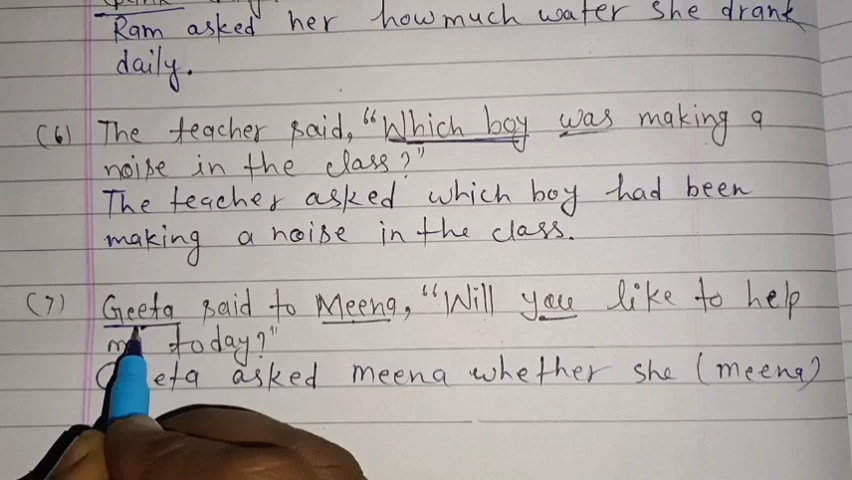 Ram asked her how much water she drank
daily.
(6) The teacher said, "Which boy was making a
noise in the class?"
The teacher asked which boy had been
making a noise in the class.
(7) Geeta said to Meena, "Will you like to help
today?"
asked meena whether she (meena)